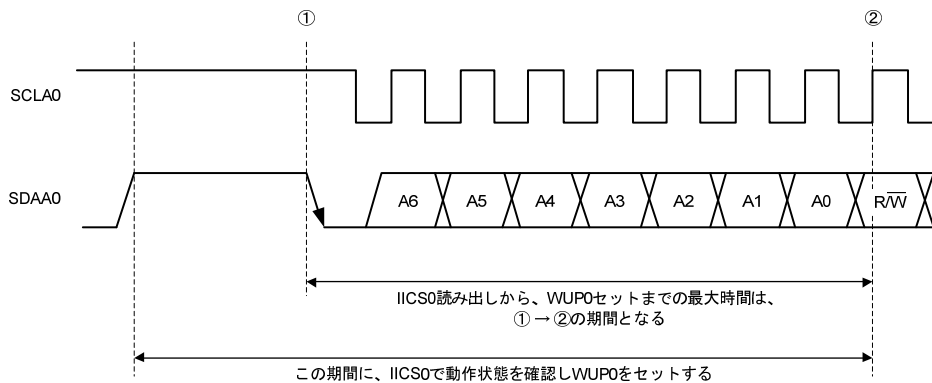 ① ②
SCLA0
SDAA0
A6 A5 A4 A3 A2 A1 A0 R/W
IICS0読み出しから、WUP0セットまでの最大時間は、
①→②の期間となる
この期間に、IICS0で動作状態を確認しWUP0をセットする